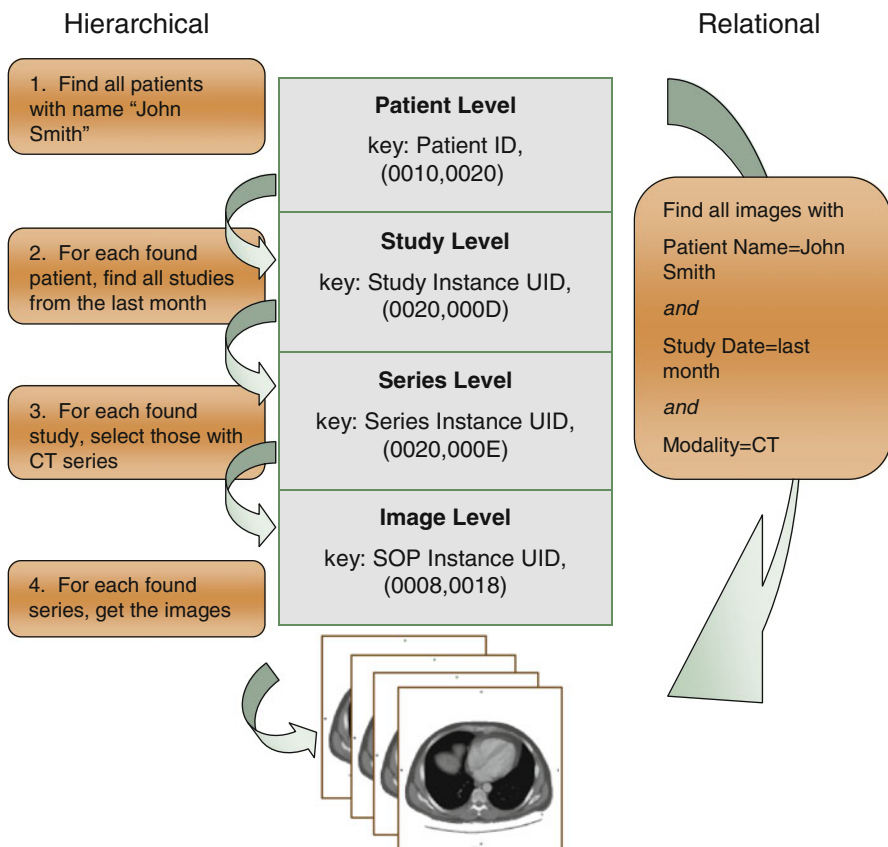 Hierarchical
Relational
1. Find all patients
with name “John
Smith”
Patient Level
key: Patient ID,
(0010,0020)
2. For each found
patient, find all studies
from the last month
Study Level
key: Study Instance UID,
(0020,000D)
3. For each found
study, select those with
CT series
Series Level
key: Series Instance UID,
(0020,000E)
4. For each found
series, get the images
Image Level
key: SOP Instance UID,
(0008,0018)
Find all images with
Patient Name=John
Smith
and
Study Date=last
month
and
Modality=CT